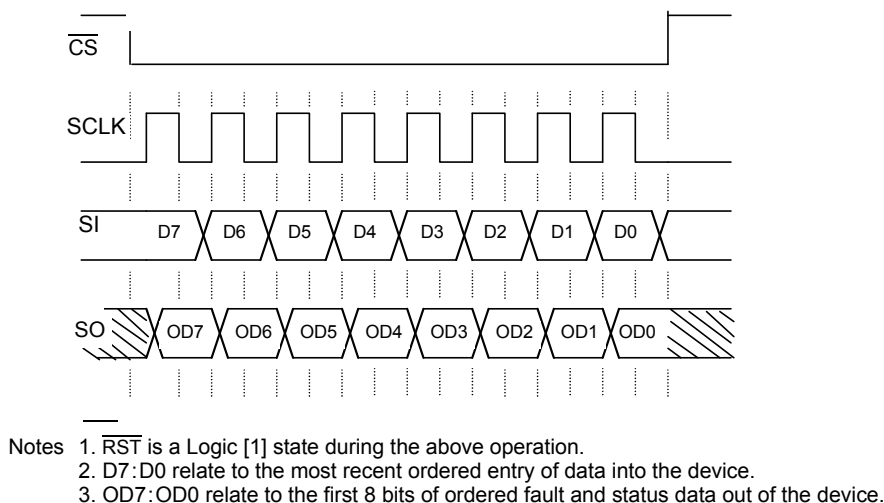 CS
SCLK
SI D7 D6 D5 D4 D3 D2 D1 D0
SO OD7 OD6 OD5 OD4 OD3 OD2 OD1 OD0
Notes 1. RST is a Logic [1] state during the above operation.
2. D7:D0 relate to the most recent ordered entry of data into the device.
3. OD7:OD0 relate to the first 8 bits of ordered fault and status data out of the device.